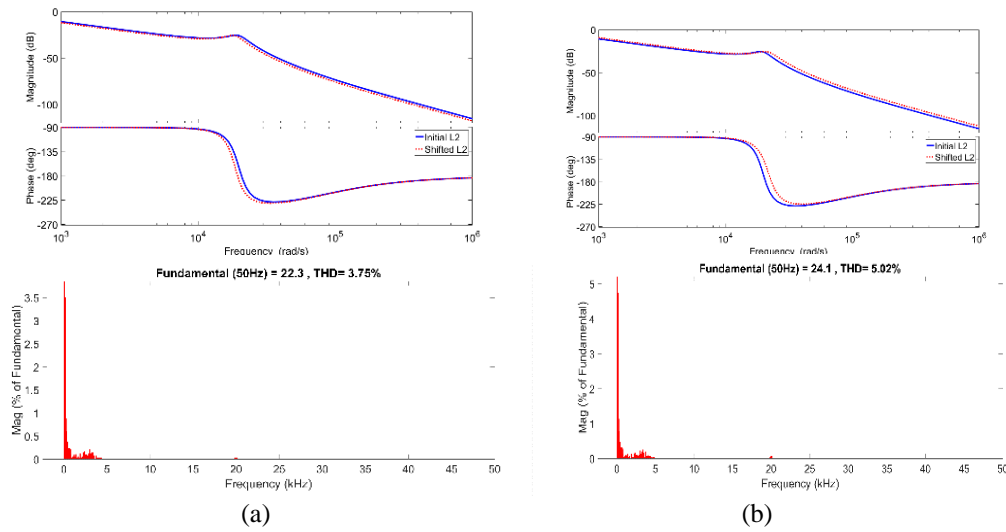 0
-50
-100
Magnitude (dB)
-90
-135
-180
-225
-270
Phase (deg)
Initial L2
Shifted L2
10^3
10^4
10^5
10^6
Frequency (rad/s)
Fundamental (50Hz) = 22.3 , THD= 3.75%
3.5
3
2.5
2
1.5
1
0.5
0
Mag (% of Fundamental)
0 5 10 15 20 25 30 35 40 45 50
Frequency (kHz)
(a)
0
-50
-100
Magnitude (dB)
-90
-135
-180
-225
-270
Phase (deg)
Initial L2
Shifted L2
10^3
10^4
10^5
10^6
Frequency (rad/s)
Fundamental (50Hz) = 24.1 , THD= 5.02%
5
4
3
2
1
0
Mag (% of Fundamental)
0 5 10 15 20 25 30 35 40 45 50
Frequency (kHz)
(b)